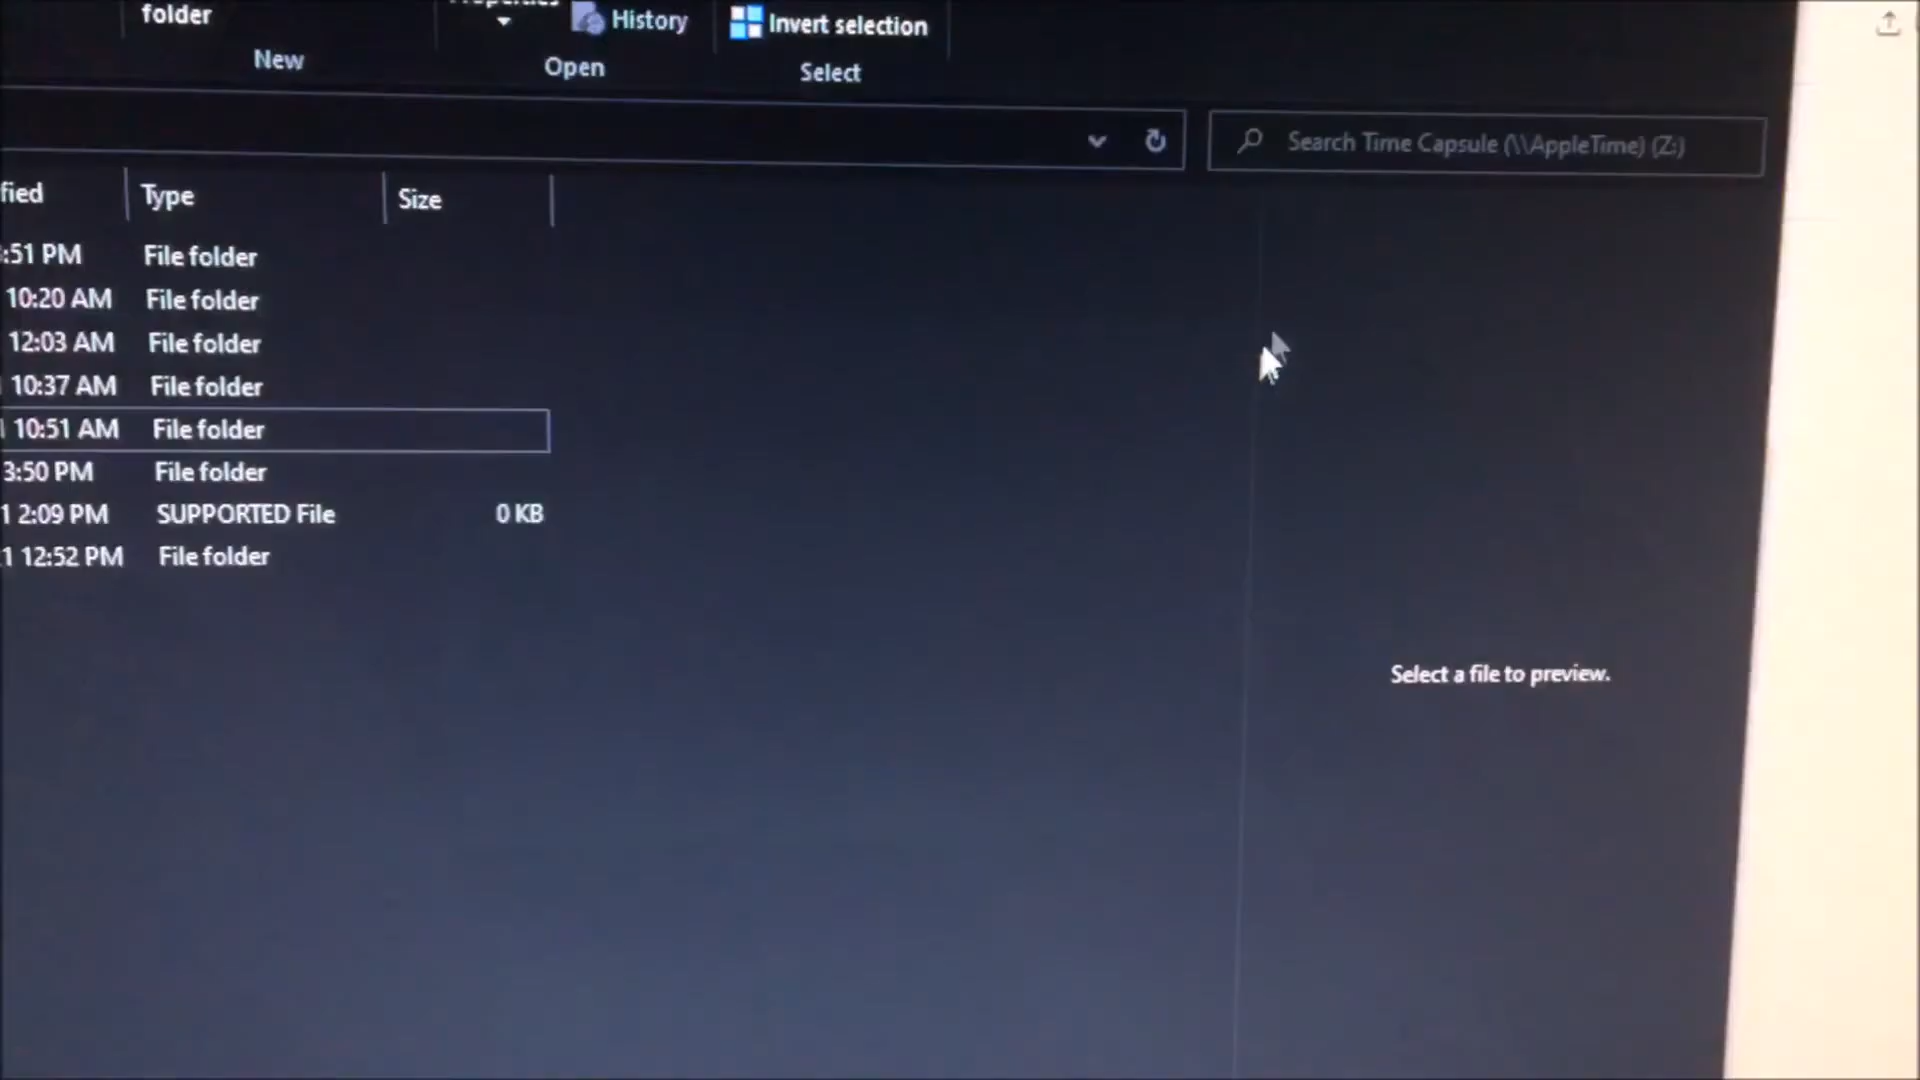 folder
History
Invert selection
New
Open
Select
Search Time Capsule (\\AppleTime) (Z:)
Type
Size
:51 PM File folder
10:20 AM File folder
12:03 AM File folder
10:37 AM File folder
10:51 AM File folder
3:50 PM File folder
1 2:09 PM SUPPORTED File 0 KB
1 12:52 PM File folder
Select a file to preview.